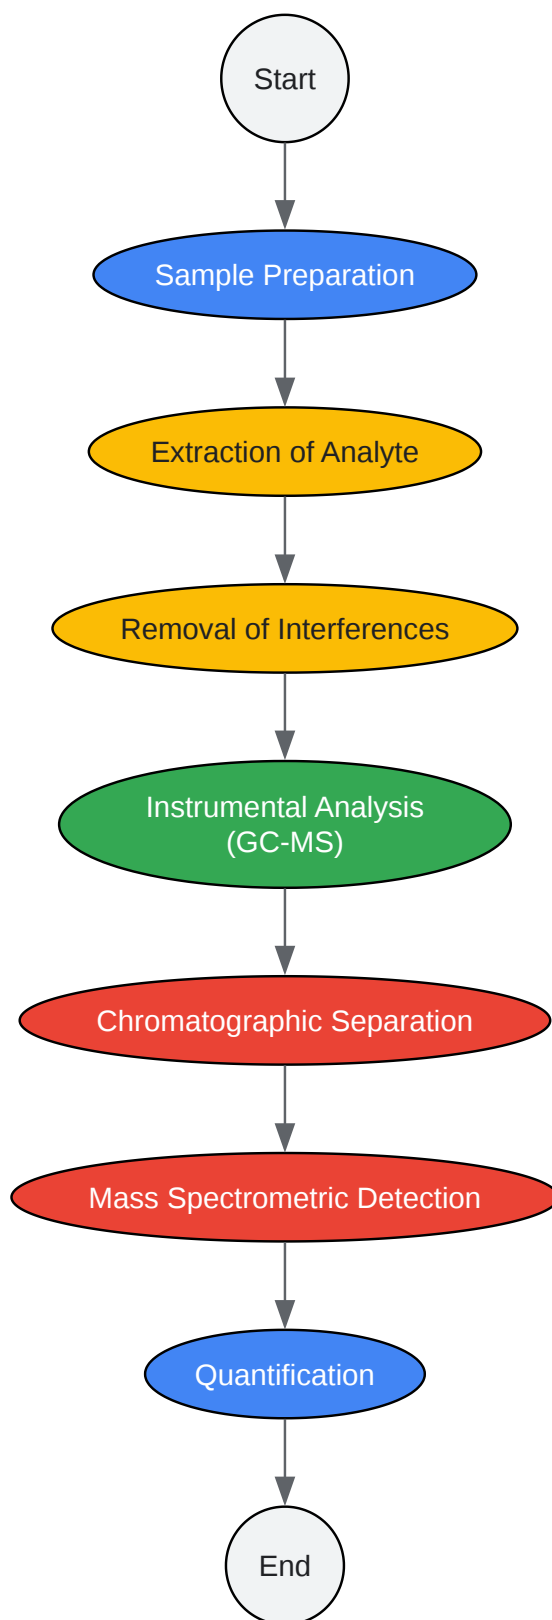 Start
Sample Preparation
Extraction of Analyte
Removal of Interferences
Instrumental Analysis
(GC-MS)
Chromatographic Separation
Mass Spectrometric Detection
Quantification
End